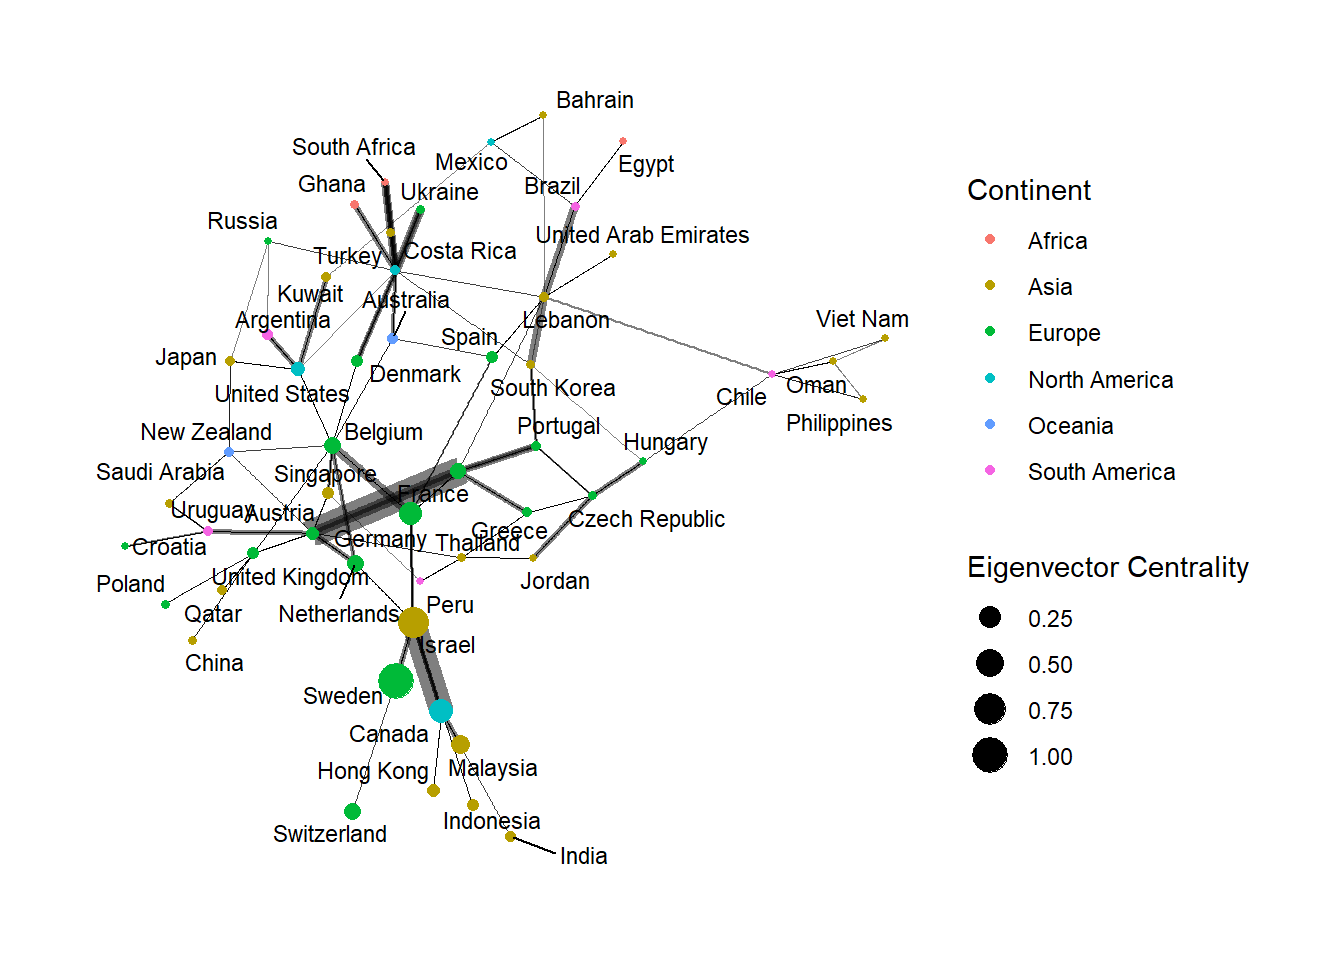 Bahrain
South Africa
Mexico
Egypt
Ghana
Ukraine
Brazil
Russia
United Arab Emirates
Turkey
Costa Rica
Kuwait
Australia
Argentina
Lebanon
Viet Nam
Spain
Japan
Denmark
South Korea
Oman
United States
Chile
Philippines
New Zealand
Belgium
Portugal
Hungary
Saudi Arabia
Singapore
France
Uruguay
Austria
Czech Republic
Greece
Croatia
Germany
Thailand
Poland
United Kingdom
Jordan
Qatar
Netherlands
Peru
China
Israel
Sweden
Canada
Hong Kong
Malaysia
Switzerland
Indonesia
India
Continent
Africa
Asia
Europe
North America
Oceania
South America
Eigenvector Centrality
0.25
0.50
0.75
1.00